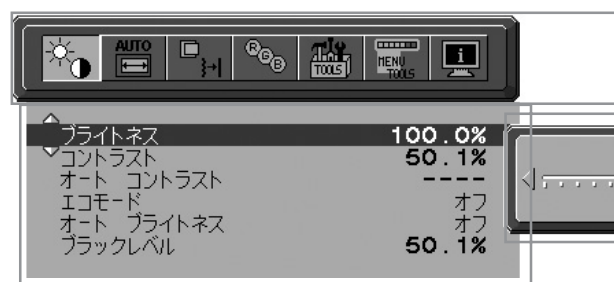 AUTO
RGB
TOOLS
MENU TOOLS
i
ブライトネス 100.0%
コントラスト 50.1%
オート コントラスト ----
エコモード オフ
オート ブライトネス オフ
ブラックレベル 50.1%